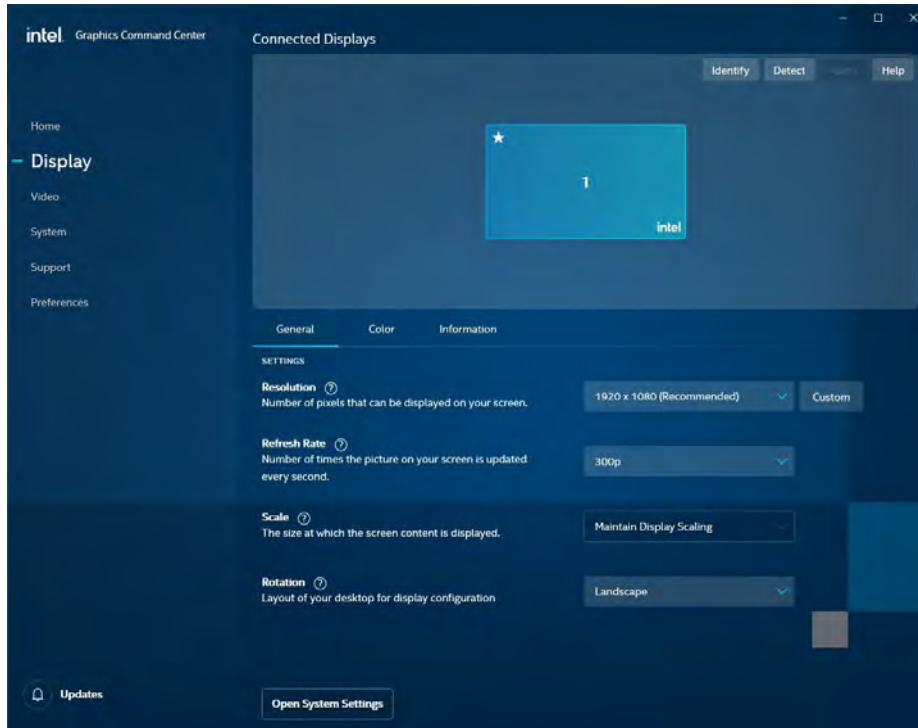 intel. Graphics Command Center
Connected Displays
Identify
Detect
Help
Home
Display
Video
System
Support
Preferences
1
intel
General
Color
Information
SETTINGS
Resolution ?
Number of pixels that can be displayed on your screen.
1920 x 1080 (Recommended)
Custom
Refresh Rate ?
Number of times the picture on your screen is updated
every second.
300p
Scale ?
The size at which the screen content is displayed.
Maintain Display Scaling
Rotation ?
Layout of your desktop for display configuration
Landscape
Updates
Open System Settings